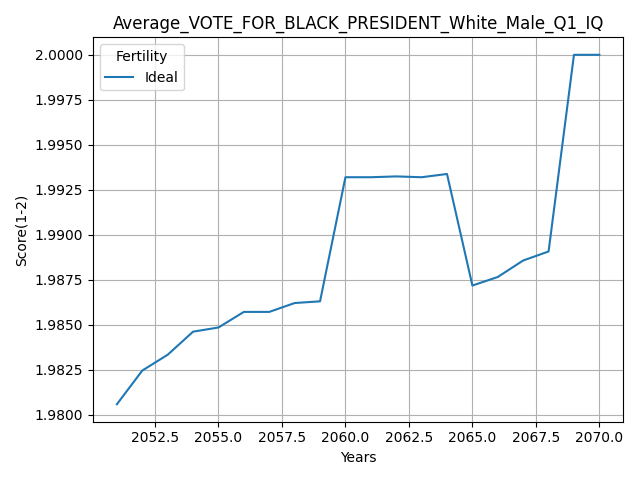 Average_VOTE_FOR_BLACK_PRESIDENT_White_Male_Q1_IQ
Fertility
Ideal
Score(1-2)
2.0000
1.9975
1.9950
1.9925
1.9900
1.9875
1.9850
1.9825
1.9800
2052.5 2055.0 2057.5 2060.0 2062.5 2065.0 2067.5 2070.0
Years